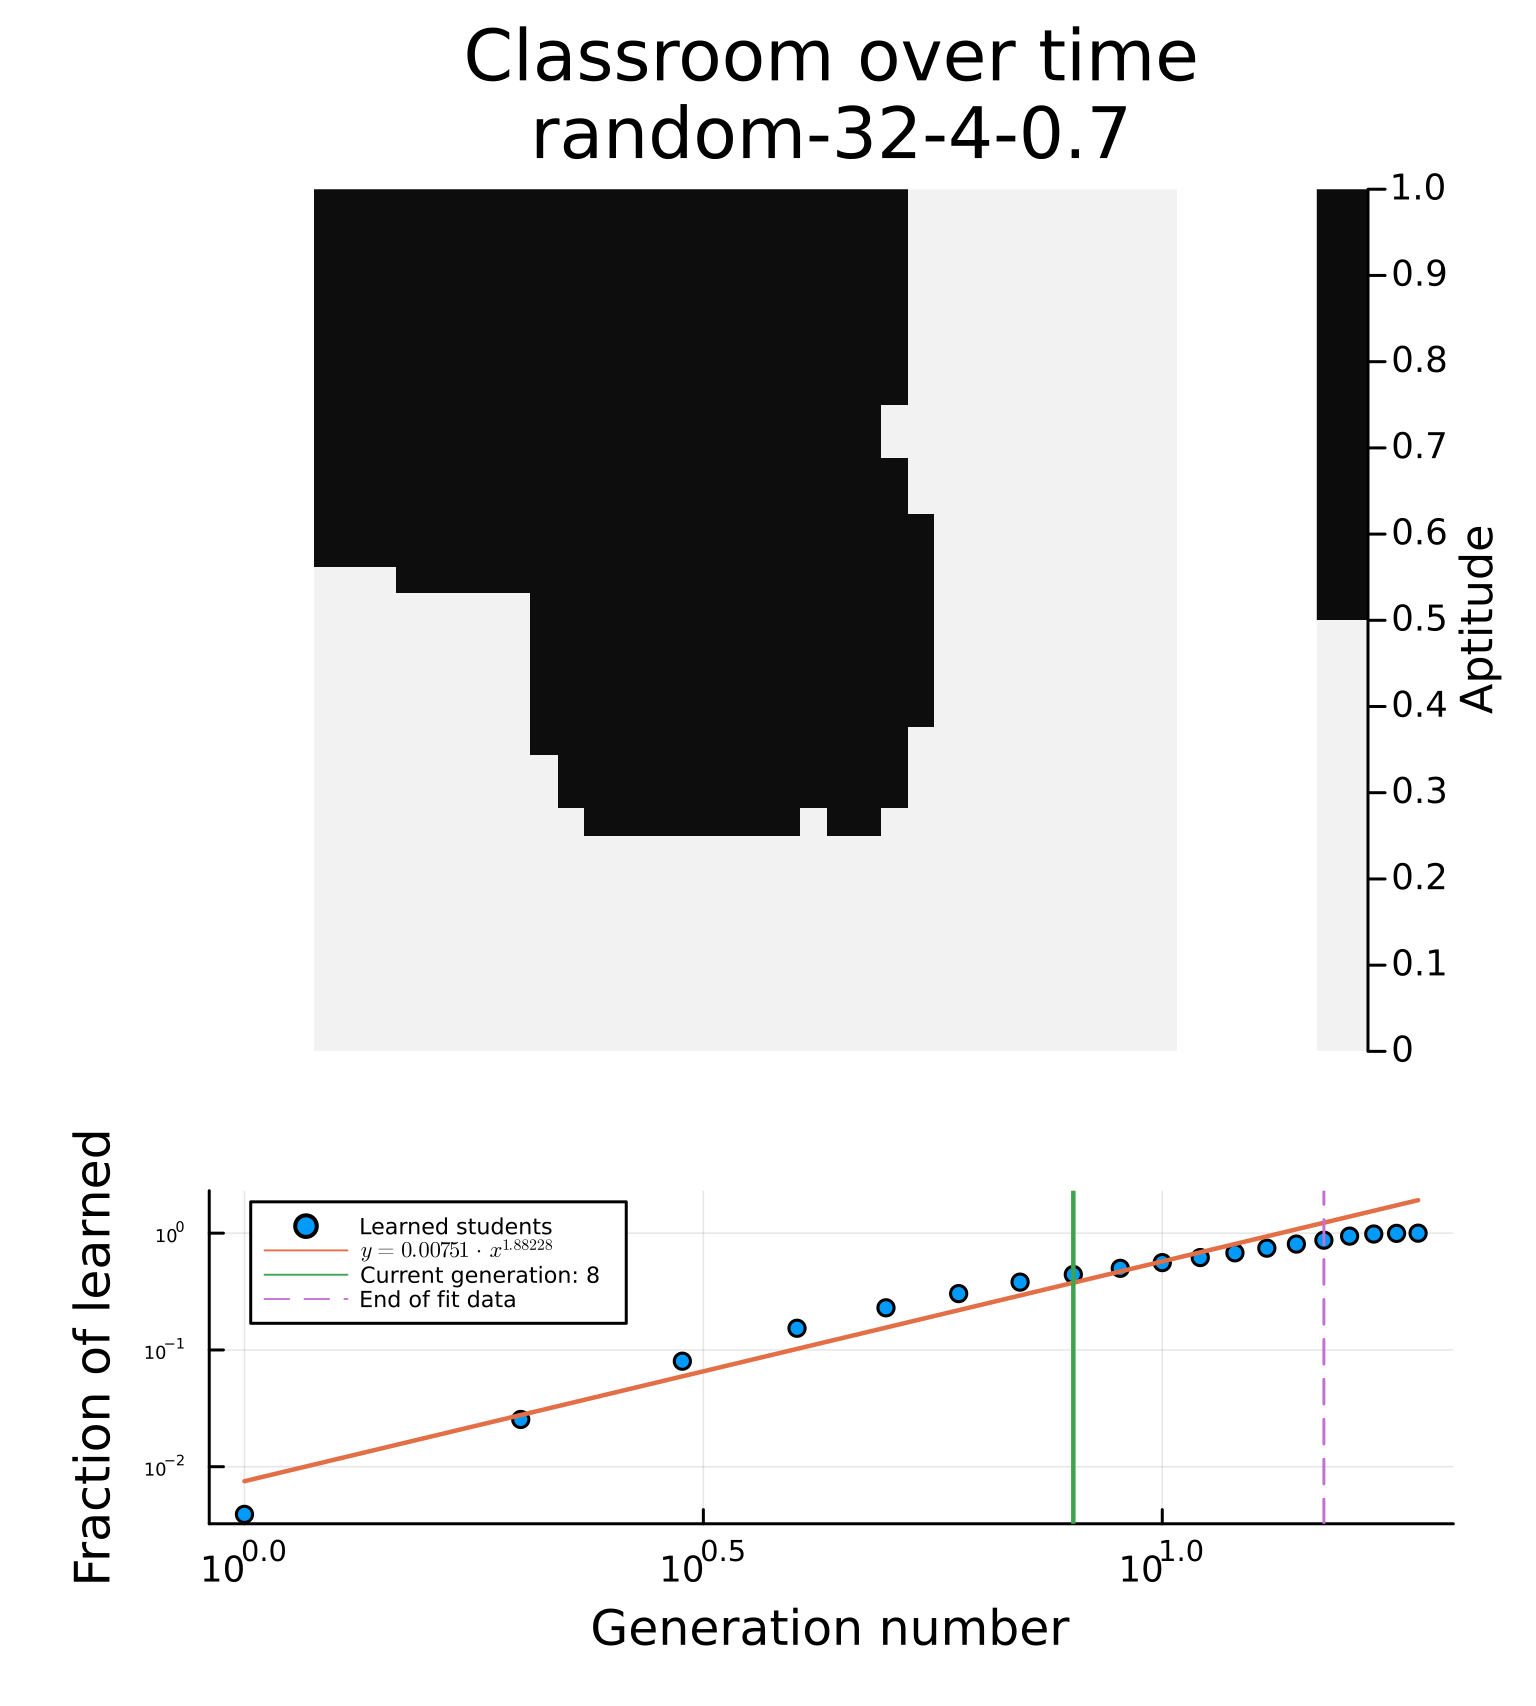 Classroom over time
random-32-4-0.7
1.0
0.9
0.8
0.7
0.6
0.5
0.4
0.3
0.2
0.1
0
Aptitude
Fraction of learned
10⁰
10⁻¹
10⁻²
Learned students
y = 0.00751 · x^1.88228
Current generation: 8
End of fit data
10^0.0
10^0.5
10^1.0
Generation number